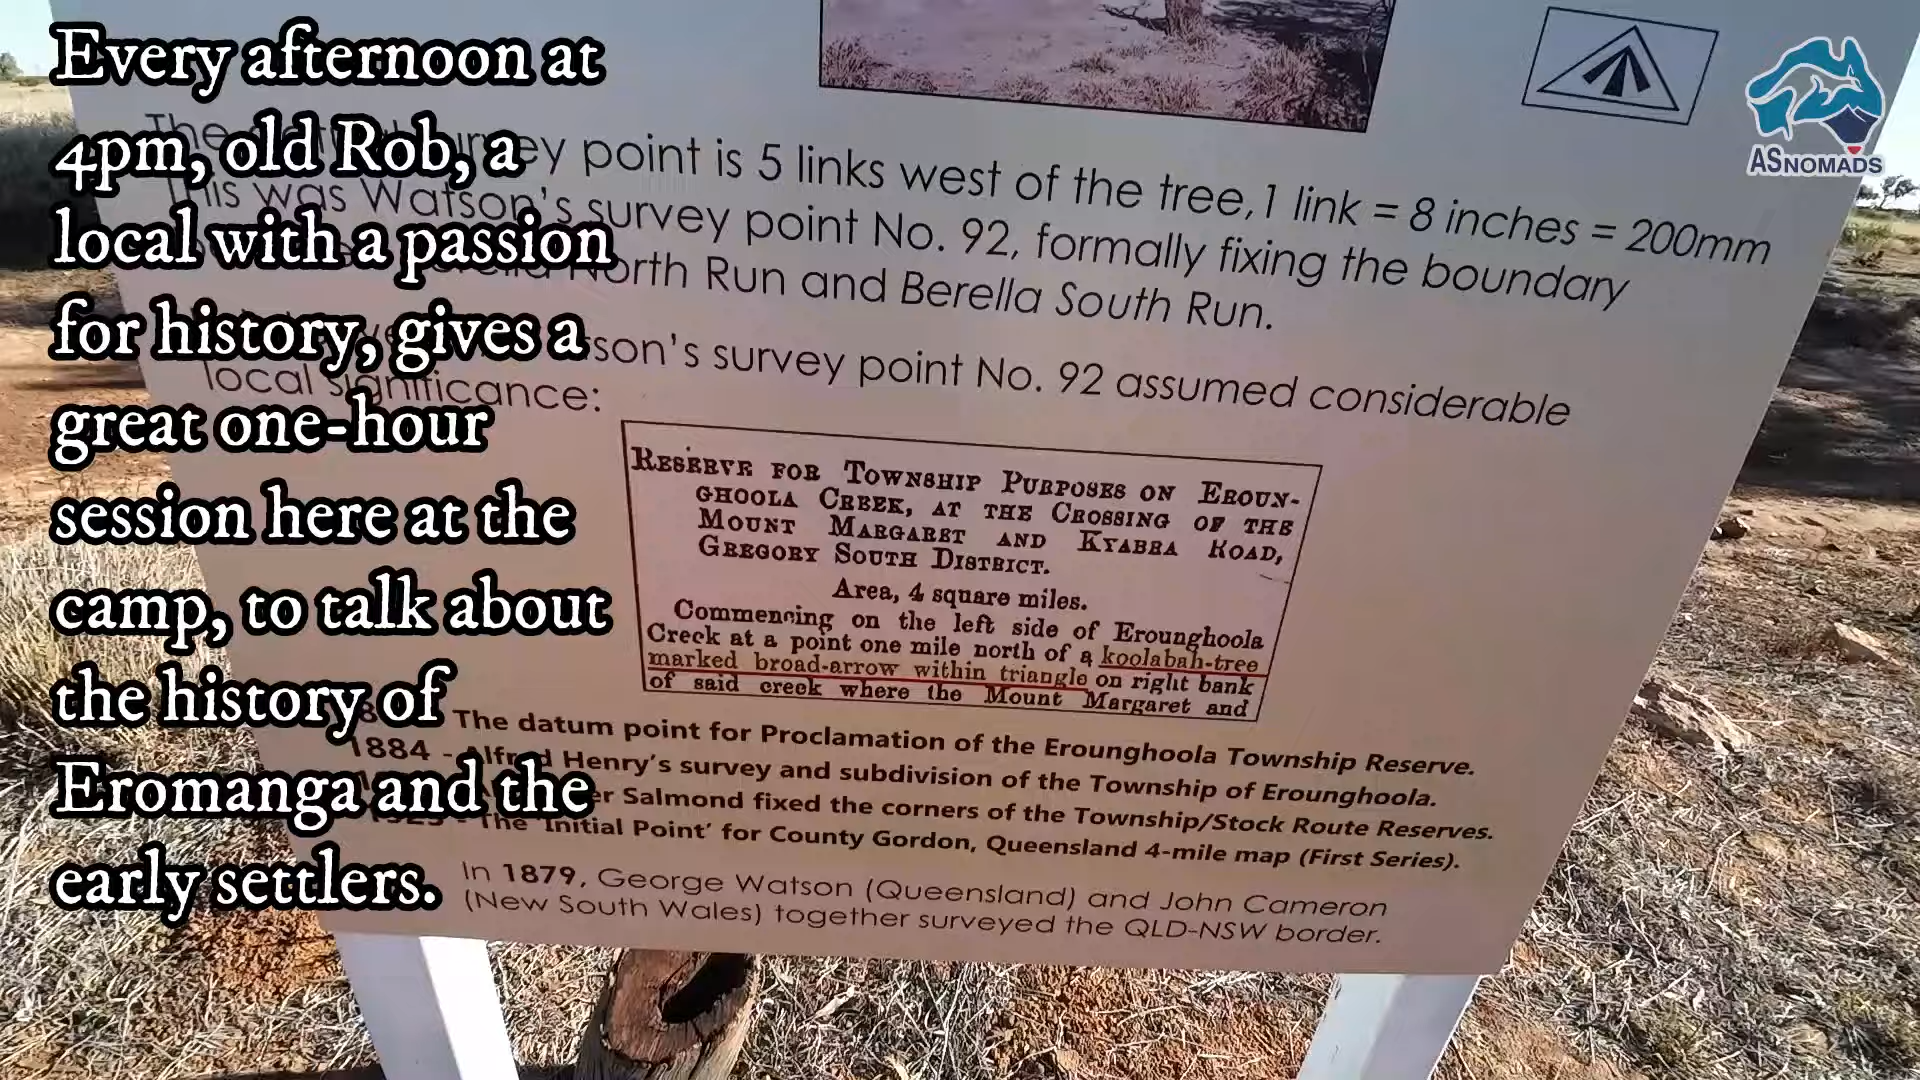 Every afternoon at
4pm, old Rob, a
local with a passion
for history, gives a
great one-hour
session here at the
camp, to talk about
the history of
Eromanga and the
early settlers.
ASNOMADS
The survey point is 5 links west of the tree, 1 link = 8 inches = 200mm
This was Watson's survey point No. 92, formally fixing the boundary
North Run and Berella South Run.
son's survey point No. 92 assumed considerable
local significance:
RESERVE FOR TOWNSHIP PURPOSES ON EROUN-
GHOOLA CREEK, AT THE CROSSING OF THE
MOUNT MARGARET AND KYABRA ROAD,
GREGORY SOUTH DISTRICT.
Area, 4 square miles.
Commencing on the left side of Erounghoola
Creek at a point one mile north of a koolabah-tree
marked broad-arrow within triangle on right bank
of said creek where the Mount Margaret and
The datum point for Proclamation of the Erounghoola Township Reserve.
1884 - Alfred Henry's survey and subdivision of the Township of Erounghoola.
er Salmond fixed the corners of the Township/Stock Route Reserves.
The 'Initial Point' for County Gordon, Queensland 4-mile map (First Series).
In 1879, George Watson (Queensland) and John Cameron
(New South Wales) together surveyed the QLD-NSW border.